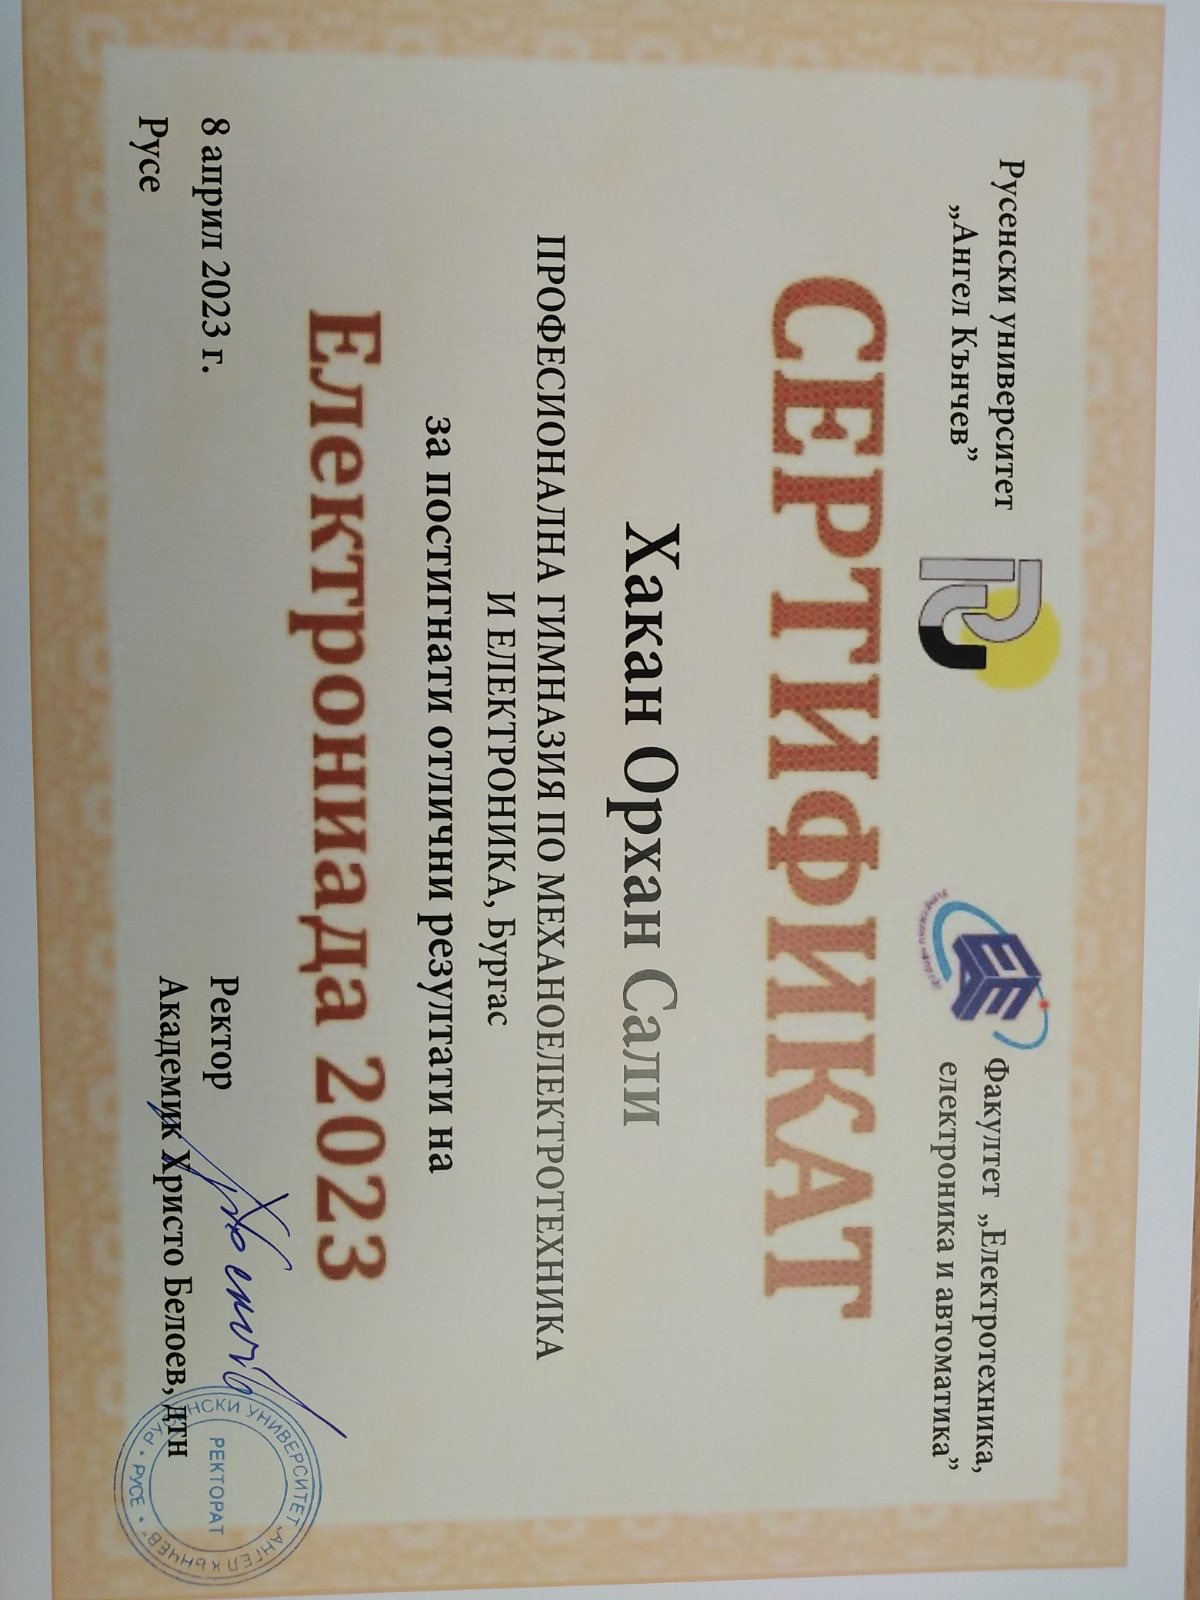 Русенски университет
„Ангел Кънчев”
Факултет „Електротехника,
електроника и автоматика”
СЕРТИФИКАТ
Хакан Орхан Сали
ПРОФЕСИОНАЛНА ГИМНАЗИЯ ПО МЕХАНОЕЛЕКТРОТЕХНИКА
И ЕЛЕКТРОНИКА, Бургас
за постигнати отлични резултати на
Електрониада 2023
8 април 2023 г.
Русе
Ректор
Академик Христо Белоев, дтн
РУСЕНСКИ УНИВЕРСИТЕТ "АНГЕЛ КЪНЧЕВ"
РЕКТОРАТ
• РУСЕ •